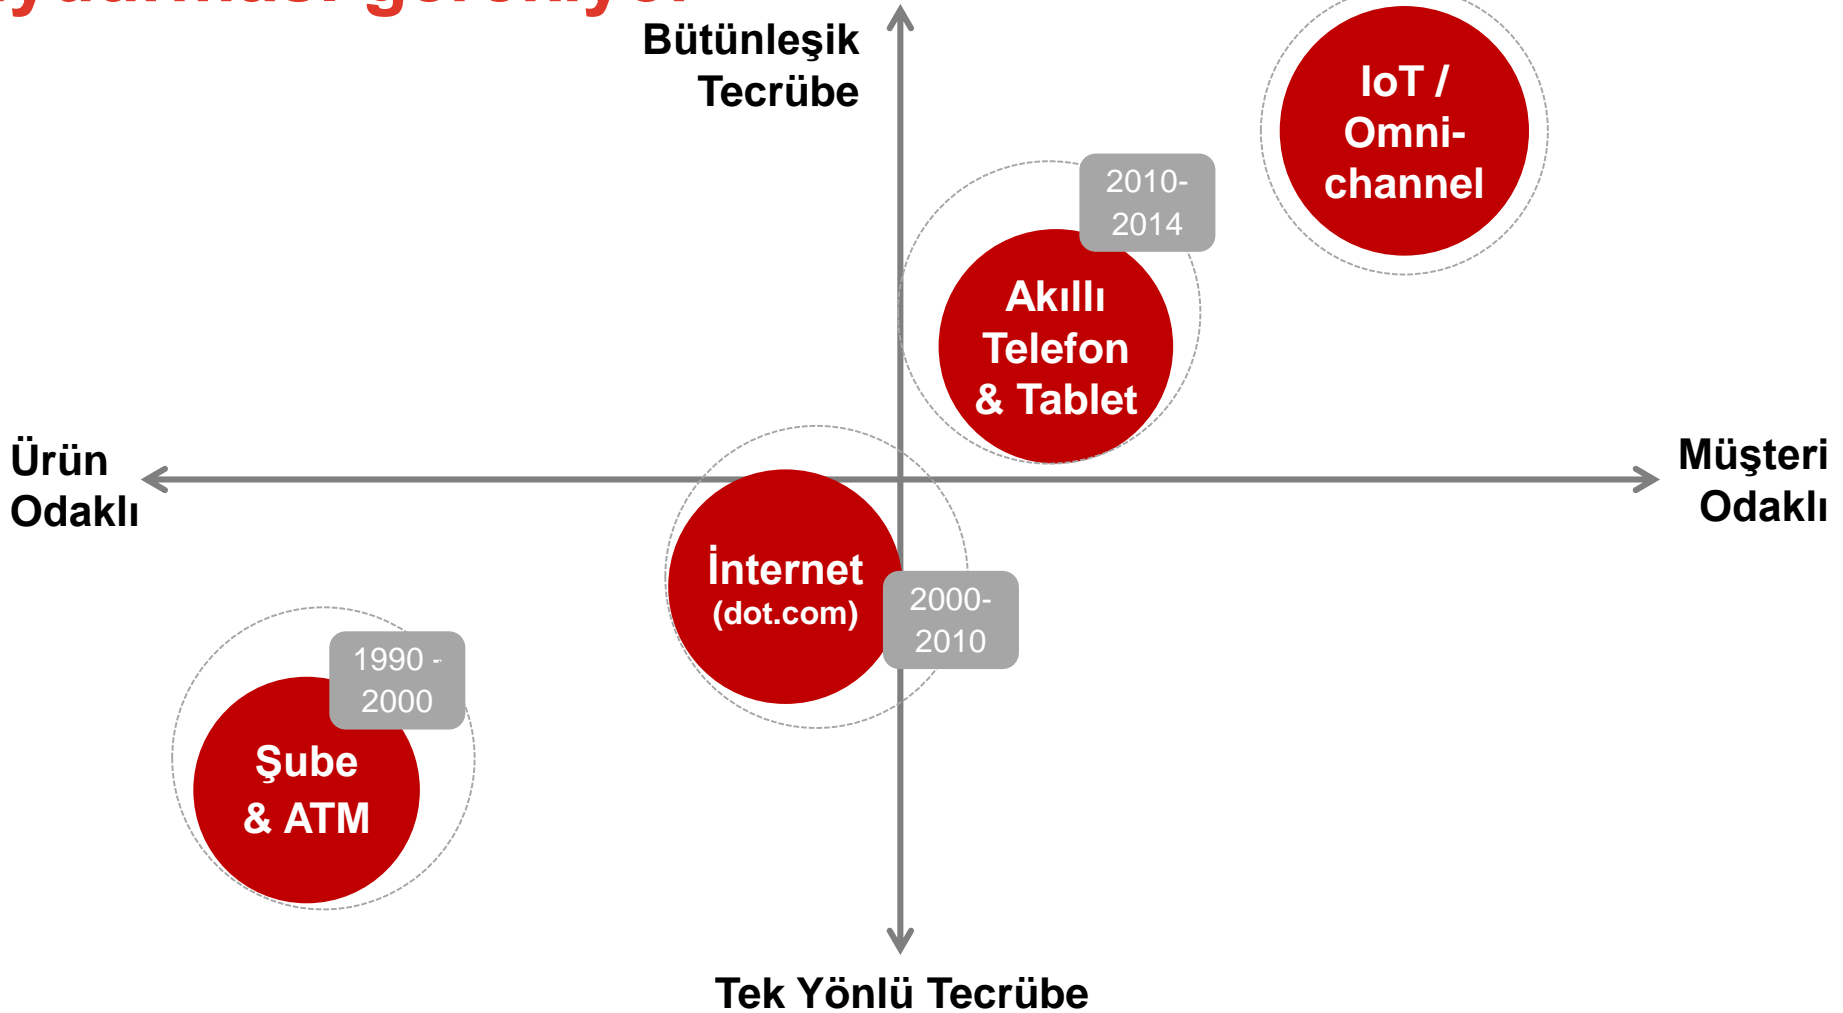 Bütünleşik
Tecrübe
IoT /
Omni-
channel
2010-
2014
Akıllı
Telefon
& Tablet
Ürün
Odaklı
Müşteri
Odaklı
İnternet
(dot.com)
2000-
2010
1990 -
2000
Şube
& ATM
Tek Yönlü Tecrübe